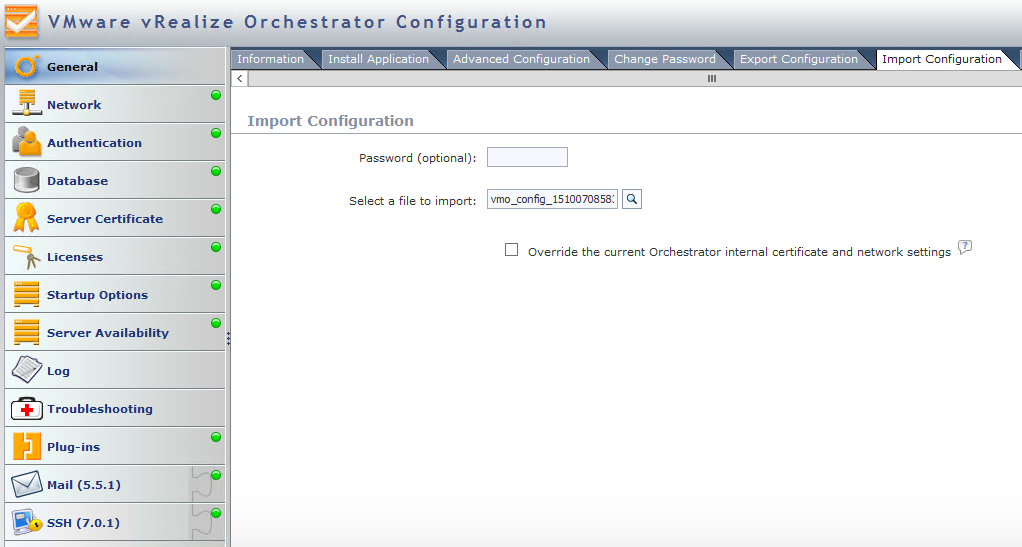 VMware vRealize Orchestrator Configuration
General
Network
Authentication
Database
Server Certificate
Licenses
Startup Options
Server Availability
Log
Troubleshooting
Plug-ins
Mail (5.5.1)
SSH (7.0.1)
Information Install Application Advanced Configuration Change Password Export Configuration Import Configuration
Import Configuration
Password (optional):
Select a file to import: vmo_config_1510070858
Override the current Orchestrator internal certificate and network settings ?